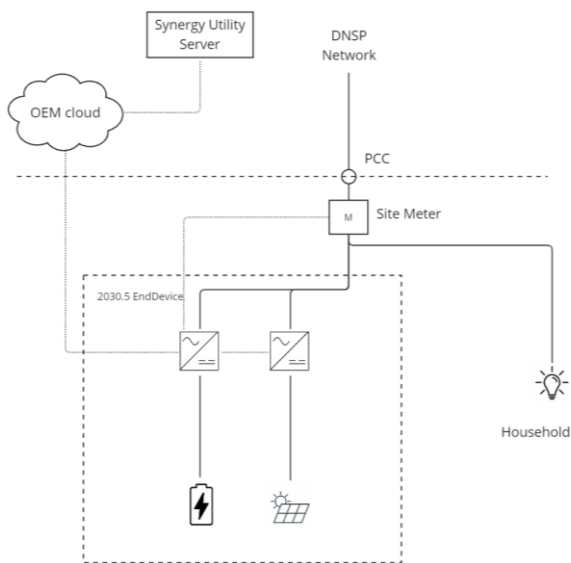 Synergy Utility
Server
DNSP
Network
OEM cloud
PCC
M
Site Meter
2030.5 EndDevice
Household